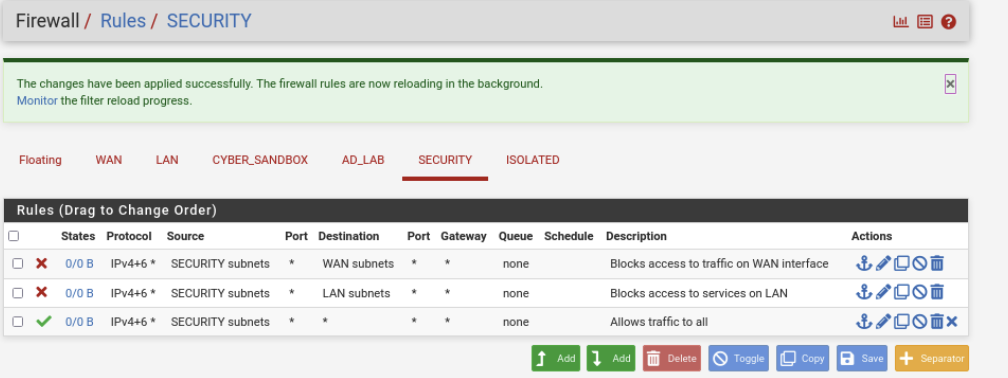 Firewall / Rules / SECURITY
The changes have been applied successfully. The firewall rules are now reloading in the background.
Monitor the filter reload progress.
Floating WAN LAN CYBER_SANDBOX AD_LAB SECURITY ISOLATED
Rules (Drag to Change Order)
States Protocol Source Port Destination Port Gateway Queue Schedule Description Actions
0/0 B IPv4+6 * SECURITY subnets * WAN subnets * * none Blocks access to traffic on WAN interface
0/0 B IPv4+6 * SECURITY subnets * LAN subnets * * none Blocks access to services on LAN
0/0 B IPv4+6 * SECURITY subnets * * * * none Allows traffic to all
Add Add Delete Toggle Copy Save Separator